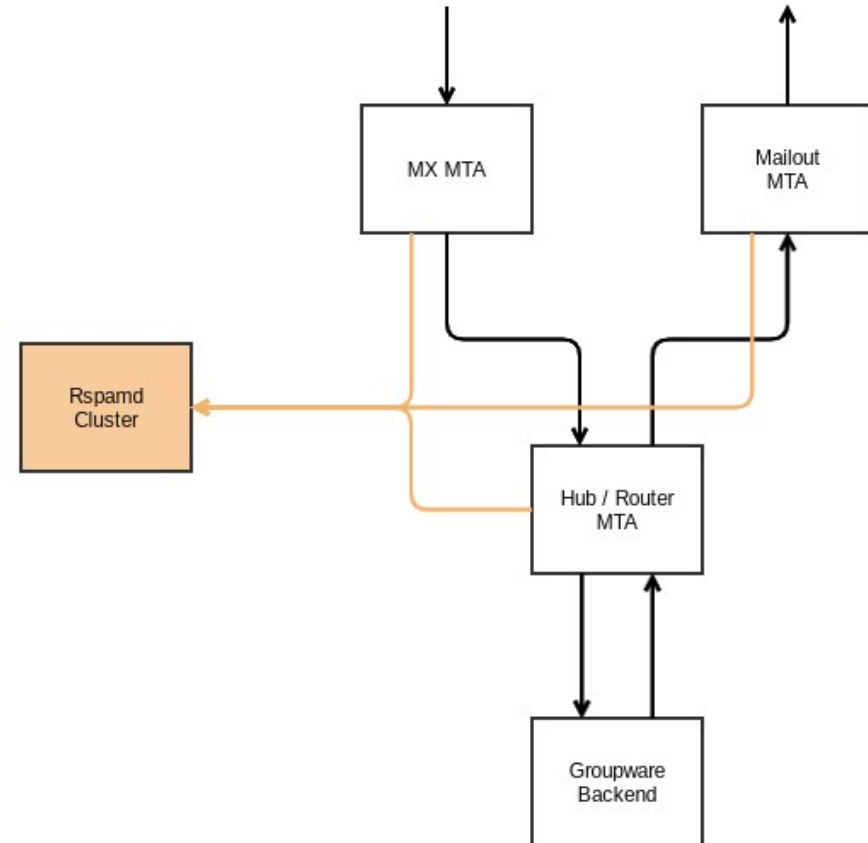 MX MTA
Mailout
MTA
Rspamd
Cluster
Hub / Router
MTA
Groupware
Backend